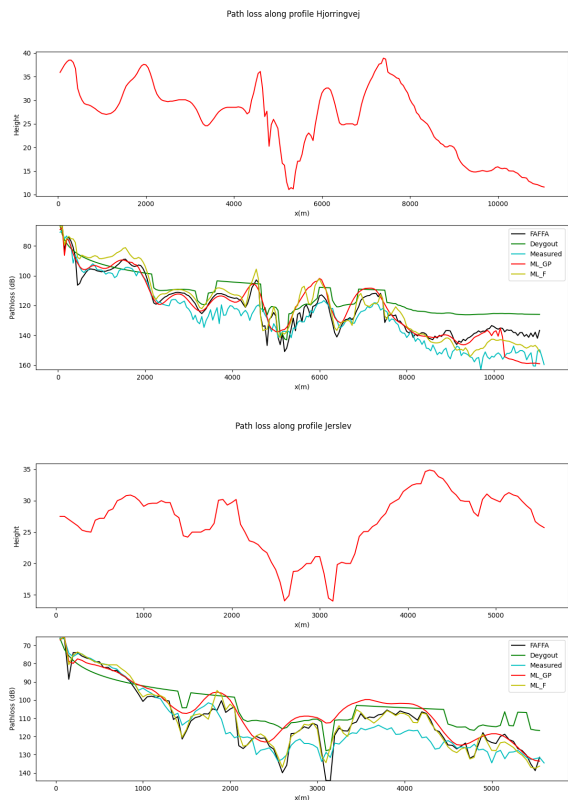 Path loss along profile Hjorringvej
Height
40
35
30
25
20
15
10
0
2000
4000
6000
8000
10000
x(m)
Pathloss (dB)
80
100
120
140
160
FAFFA
Deygout
Measured
ML_GP
ML_F
0
2000
4000
6000
8000
10000
x(m)
Path loss along profile Jerslev
Height
35
30
25
20
15
0
1000
2000
3000
4000
5000
x(m)
Pathloss (dB)
70
80
90
100
110
120
130
140
FAFFA
Deygout
Measured
ML_GP
ML_F
0
1000
2000
3000
4000
5000
x(m)